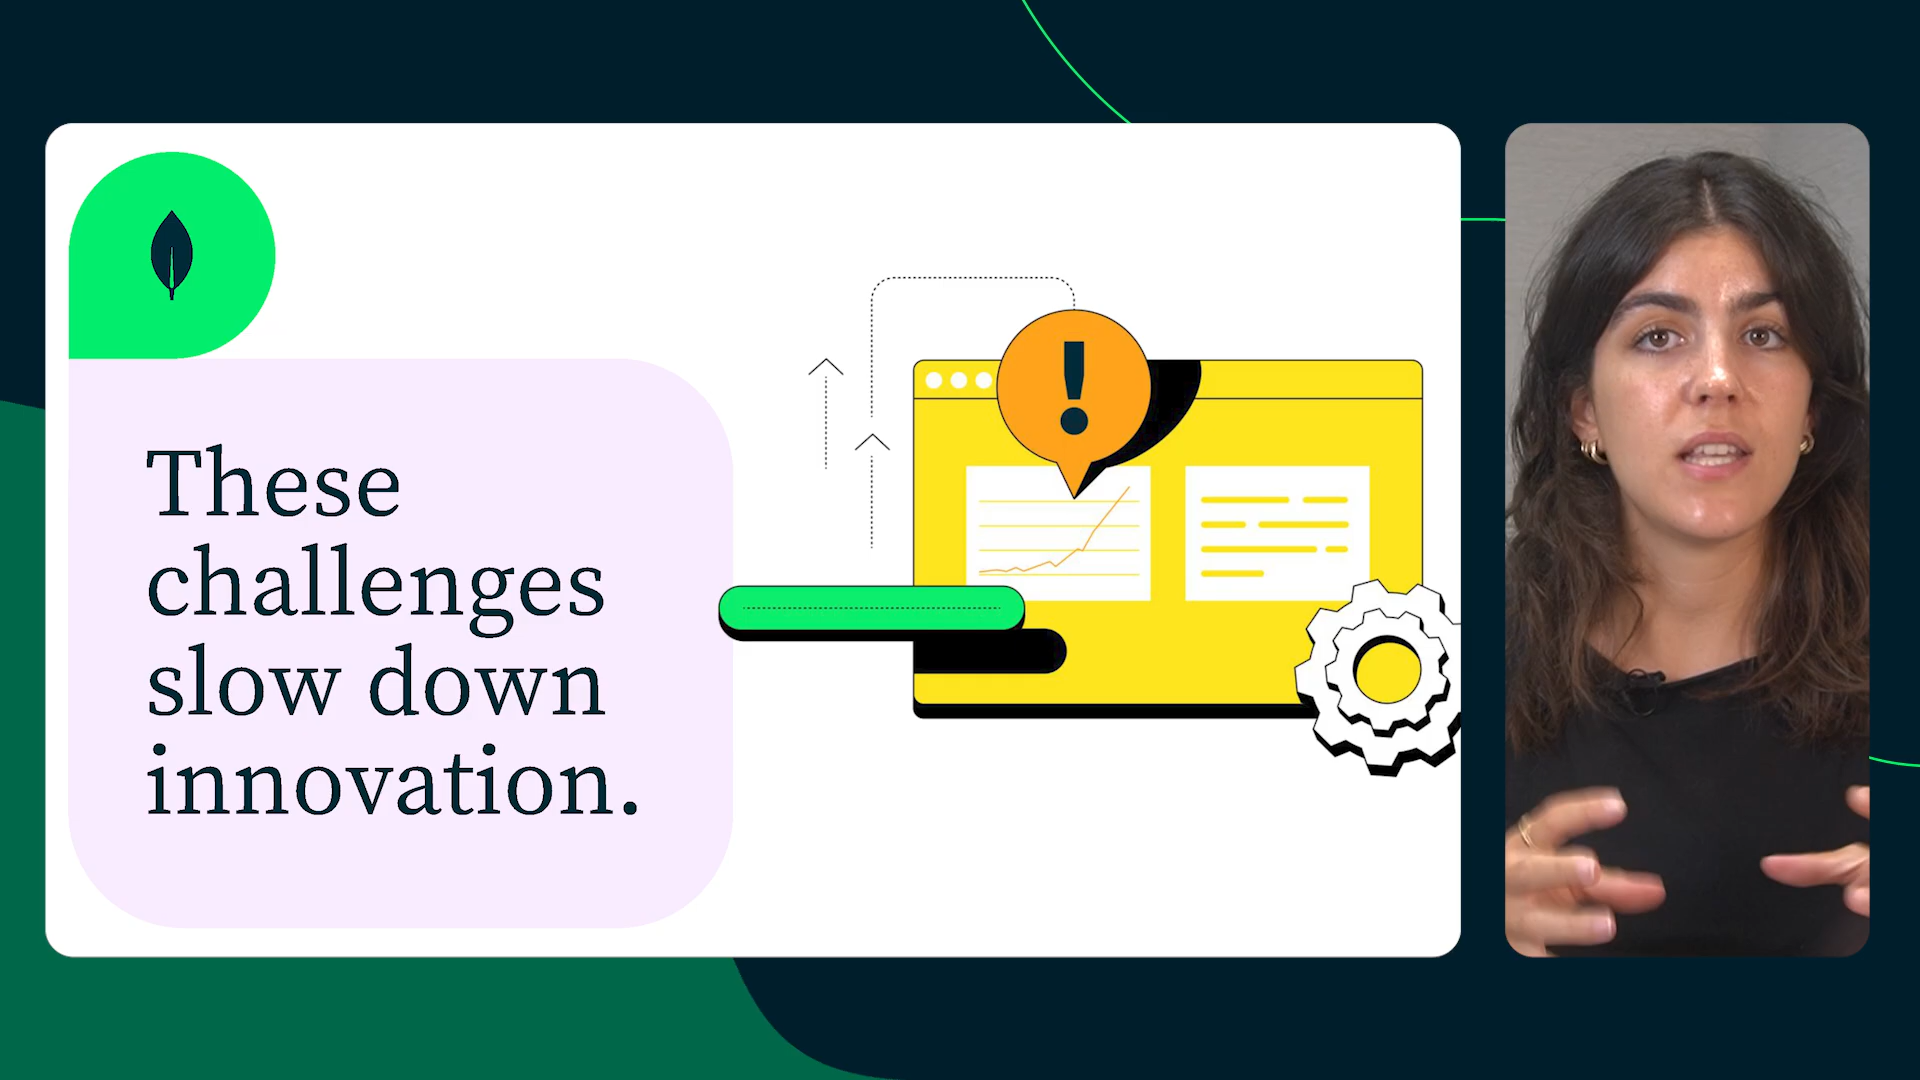 These
challenges
slow down
innovation.
!